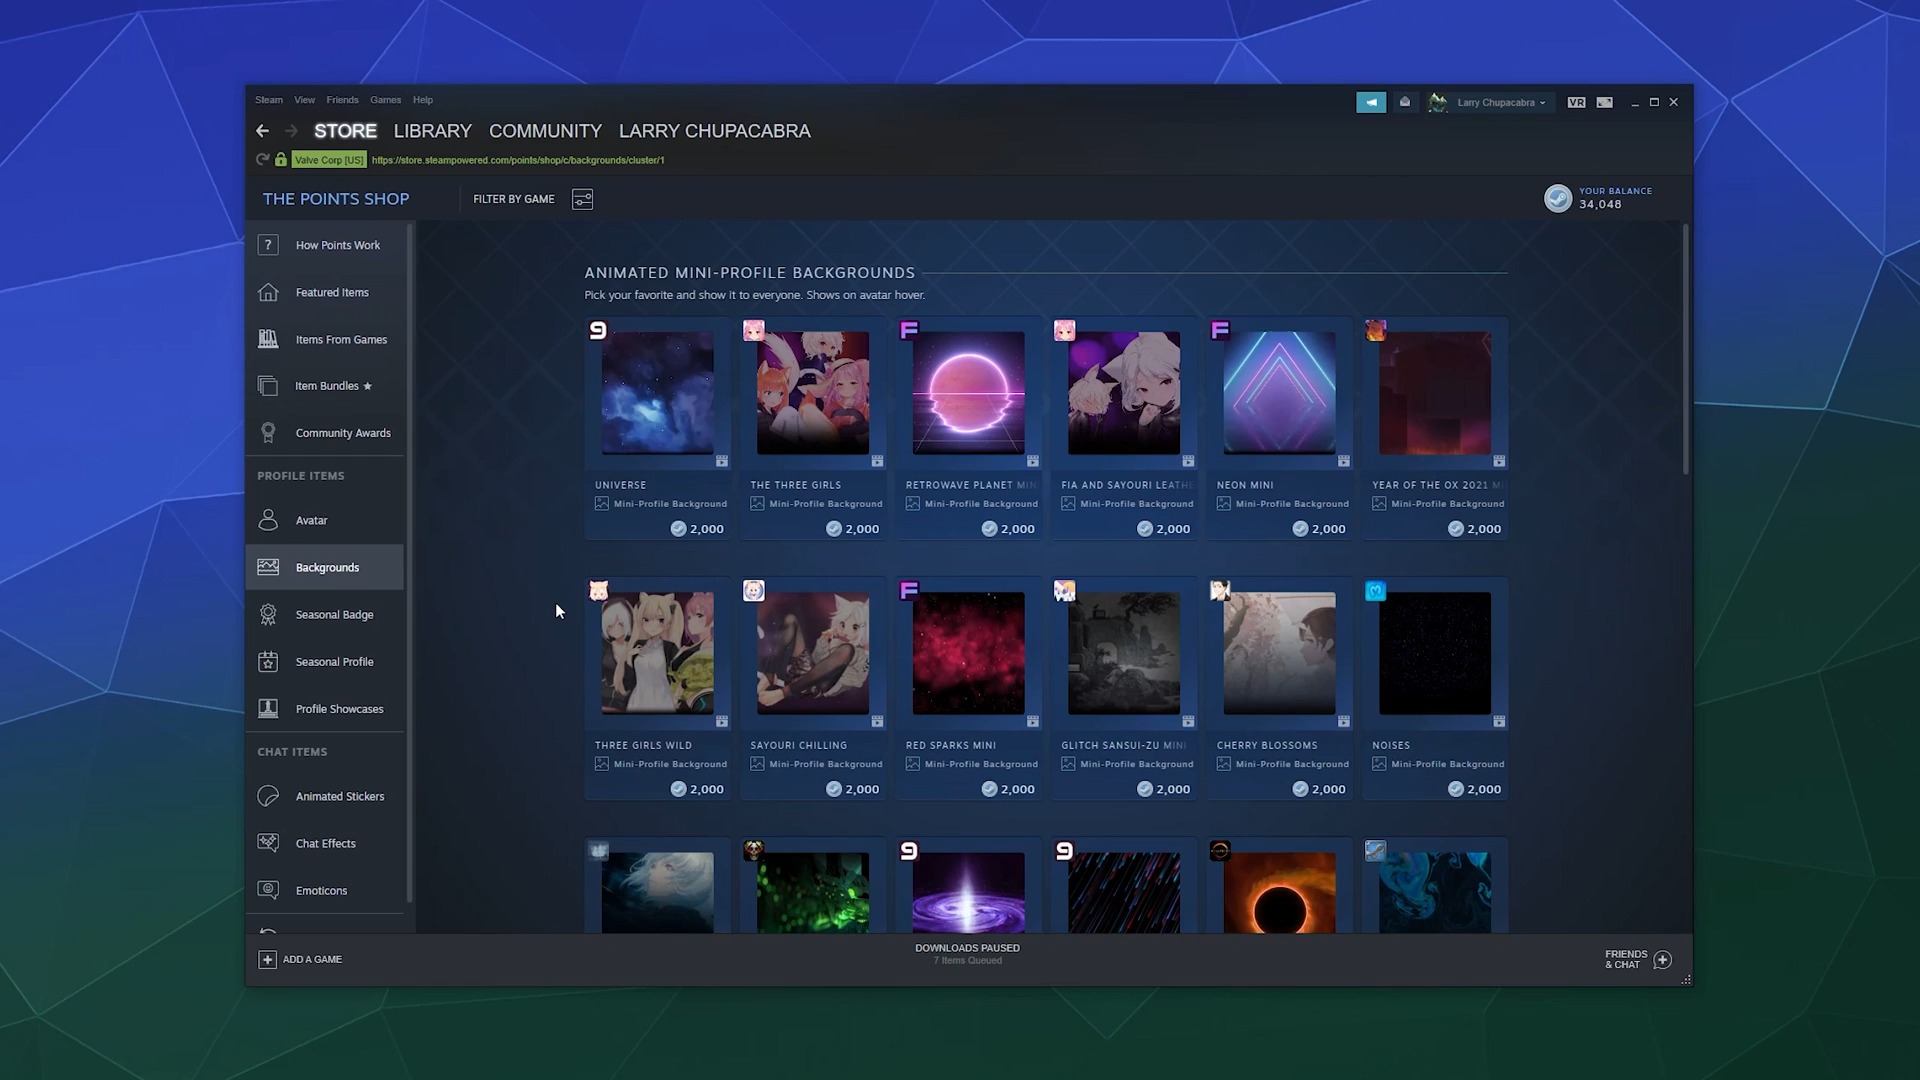 Steam View Friends Games Help
Larry Chupacabra
VR
STORE LIBRARY COMMUNITY LARRY CHUPACABRA
Valve Corp [US] https://store.steampowered.com/points/shop/c/backgrounds/cluster/1
THE POINTS SHOP
FILTER BY GAME
YOUR BALANCE
34,048
How Points Work
Featured Items
Items From Games
Item Bundles ★
Community Awards
PROFILE ITEMS
Avatar
Backgrounds
Seasonal Badge
Seasonal Profile
Profile Showcases
CHAT ITEMS
Animated Stickers
Chat Effects
Emoticons
ANIMATED MINI-PROFILE BACKGROUNDS
Pick your favorite and show it to everyone. Shows on avatar hover.
9 F F
UNIVERSE THE THREE GIRLS RETROWAVE PLANET MIN FIA AND SAYOURI LEATHE NEON MINI YEAR OF THE OX 2021 MI
Mini-Profile Background Mini-Profile Background Mini-Profile Background Mini-Profile Background Mini-Profile Background Mini-Profile Background
2,000 2,000 2,000 2,000 2,000 2,000
F
THREE GIRLS WILD SAYOURI CHILLING RED SPARKS MINI GLITCH SANSUI-ZU MINI CHERRY BLOSSOMS NOISES
Mini-Profile Background Mini-Profile Background Mini-Profile Background Mini-Profile Background Mini-Profile Background Mini-Profile Background
2,000 2,000 2,000 2,000 2,000 2,000
9 9
ADD A GAME
DOWNLOADS PAUSED
7 Items Queued
FRIENDS
& CHAT